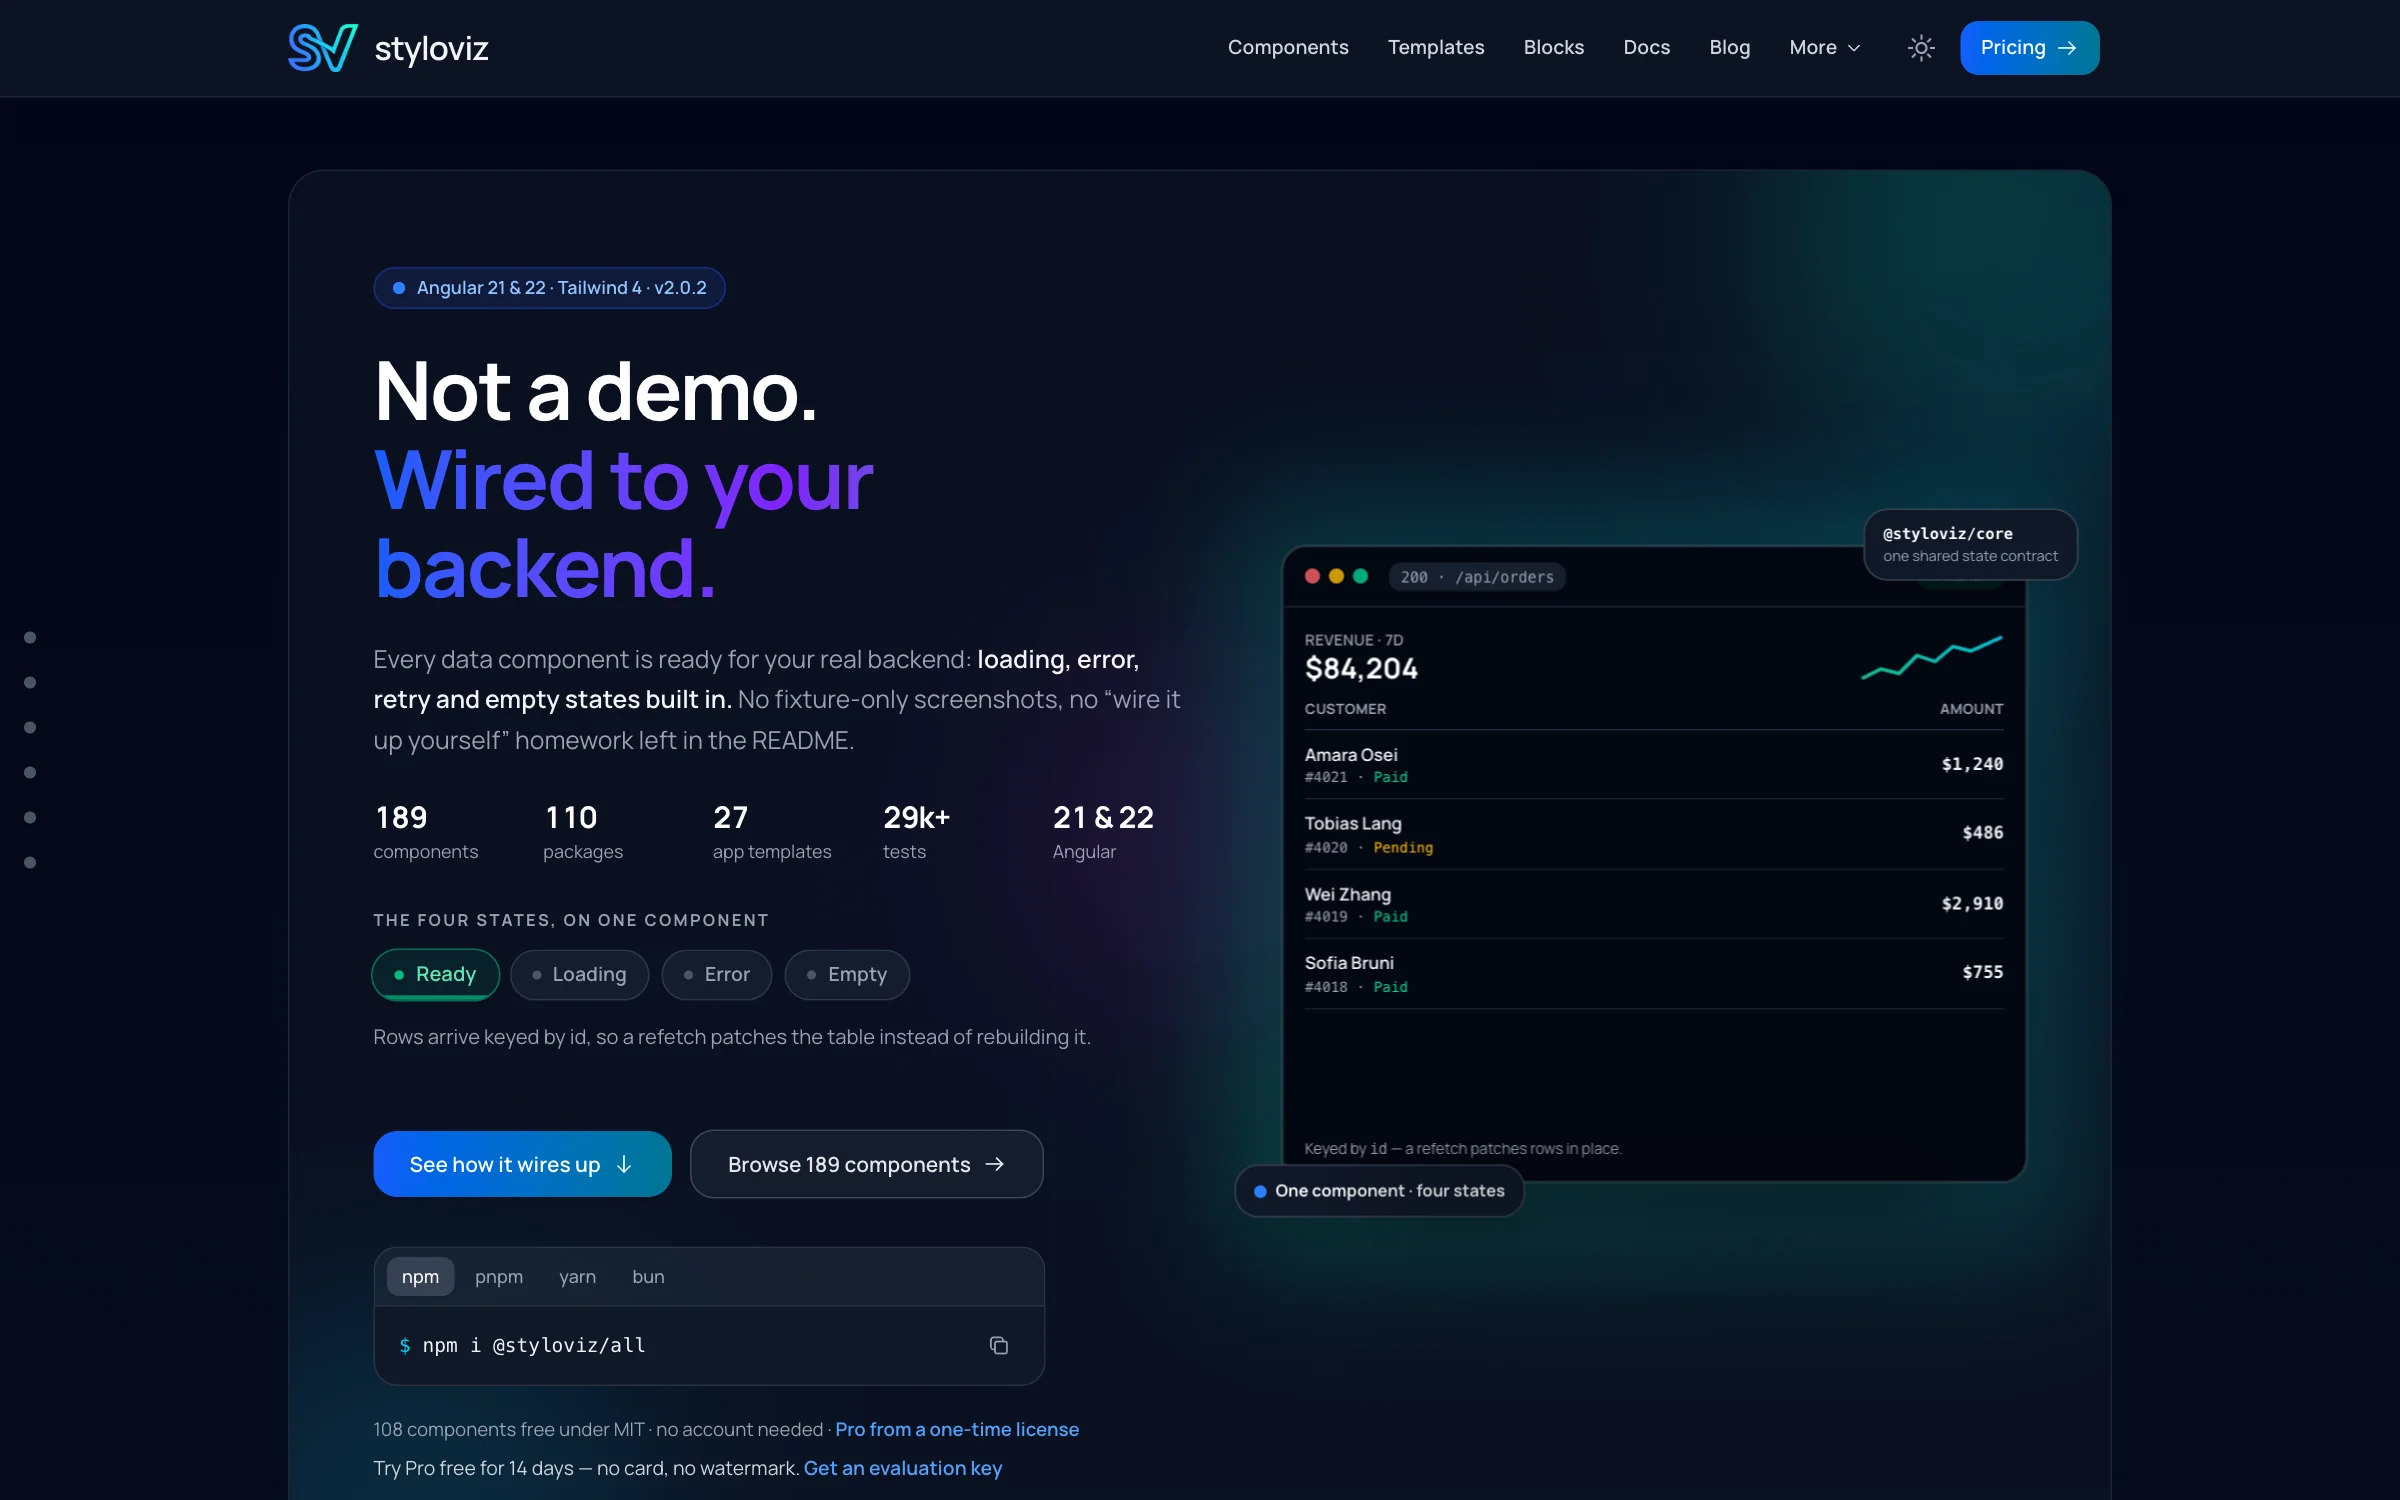 SV styloviz
Components Templates Blocks Docs Blog More Pricing →
Angular 21 & 22 · Tailwind 4 · v2.0.2
Not a demo.
Wired to your
backend.
Every data component is ready for your real backend: loading, error,
retry and empty states built in. No fixture-only screenshots, no “wire it
up yourself” homework left in the README.
189 110 27 29k+ 21 & 22
components packages app templates tests Angular
THE FOUR STATES, ON ONE COMPONENT
Ready Loading Error Empty
Rows arrive keyed by id, so a refetch patches the table instead of rebuilding it.
See how it wires up ↓ Browse 189 components →
npm pnpm yarn bun
$ npm i @styloviz/all
108 components free under MIT · no account needed · Pro from a one-time license
Try Pro free for 14 days — no card, no watermark. Get an evaluation key
@styloviz/core
one shared state contract
200 · /api/orders
REVENUE · 7D
$84,204
CUSTOMER AMOUNT
Amara Osei $1,240
#4021 · Paid
Tobias Lang $486
#4020 · Pending
Wei Zhang $2,910
#4019 · Paid
Sofia Bruni $755
#4018 · Paid
Keyed by id — a refetch patches rows in place.
One component · four states